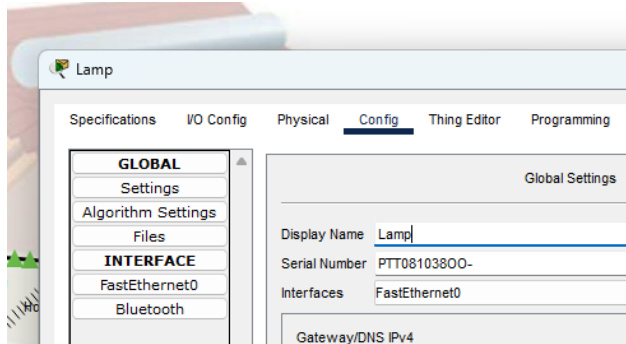 Lamp
Specifications I/O Config Physical Config Thing Editor Programming
GLOBAL
Settings
Algorithm Settings
Files
INTERFACE
FastEthernet0
Bluetooth
Global Settings
Display Name Lamp
Serial Number PTT081038OO-
Interfaces FastEthernet0
Gateway/DNS IPv4